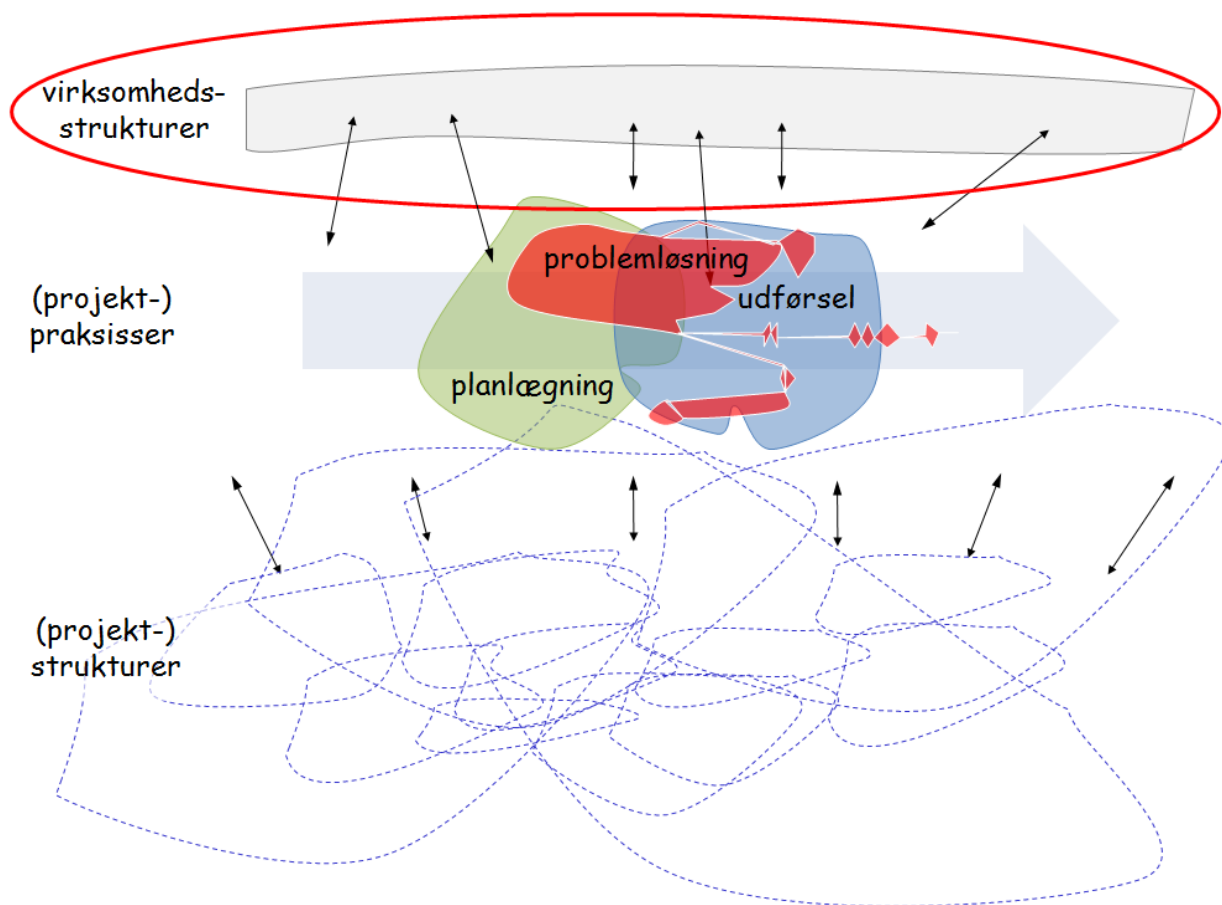 virksomheds-
strukturer
problemløsning
(projekt-)
praksisser
udførsel
planlægning
(projekt-)
strukturer